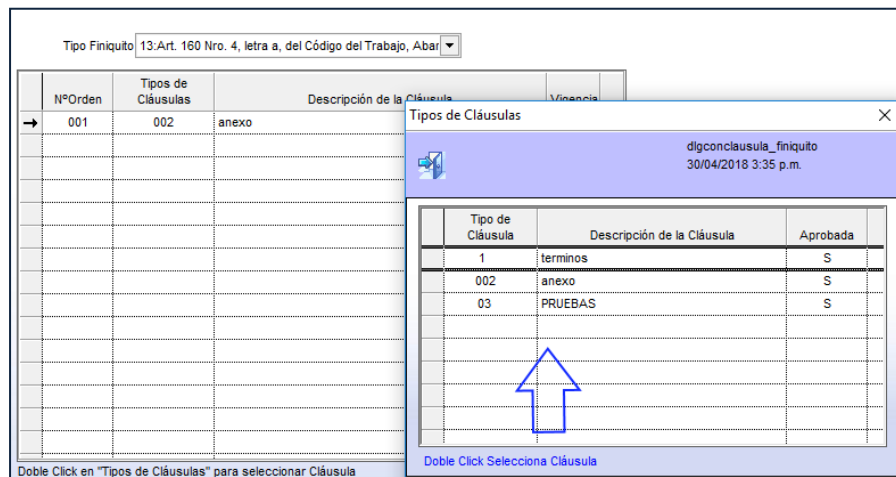 Tipo Finiquito 13:Art. 160 Nro. 4, letra a, del Código del Trabajo, Abar
NºOrden Tipos de Cláusulas Descripción de la Cláusula Vigencia
001 002 anexo
Doble Click en "Tipos de Cláusulas" para seleccionar Cláusula
Tipos de Cláusulas
dlgconclausula_finiquito
30/04/2018 3:35 p.m.
Tipo de Cláusula Descripción de la Cláusula Aprobada
1 terminos S
002 anexo S
03 PRUEBAS S
Doble Click Selecciona Cláusula